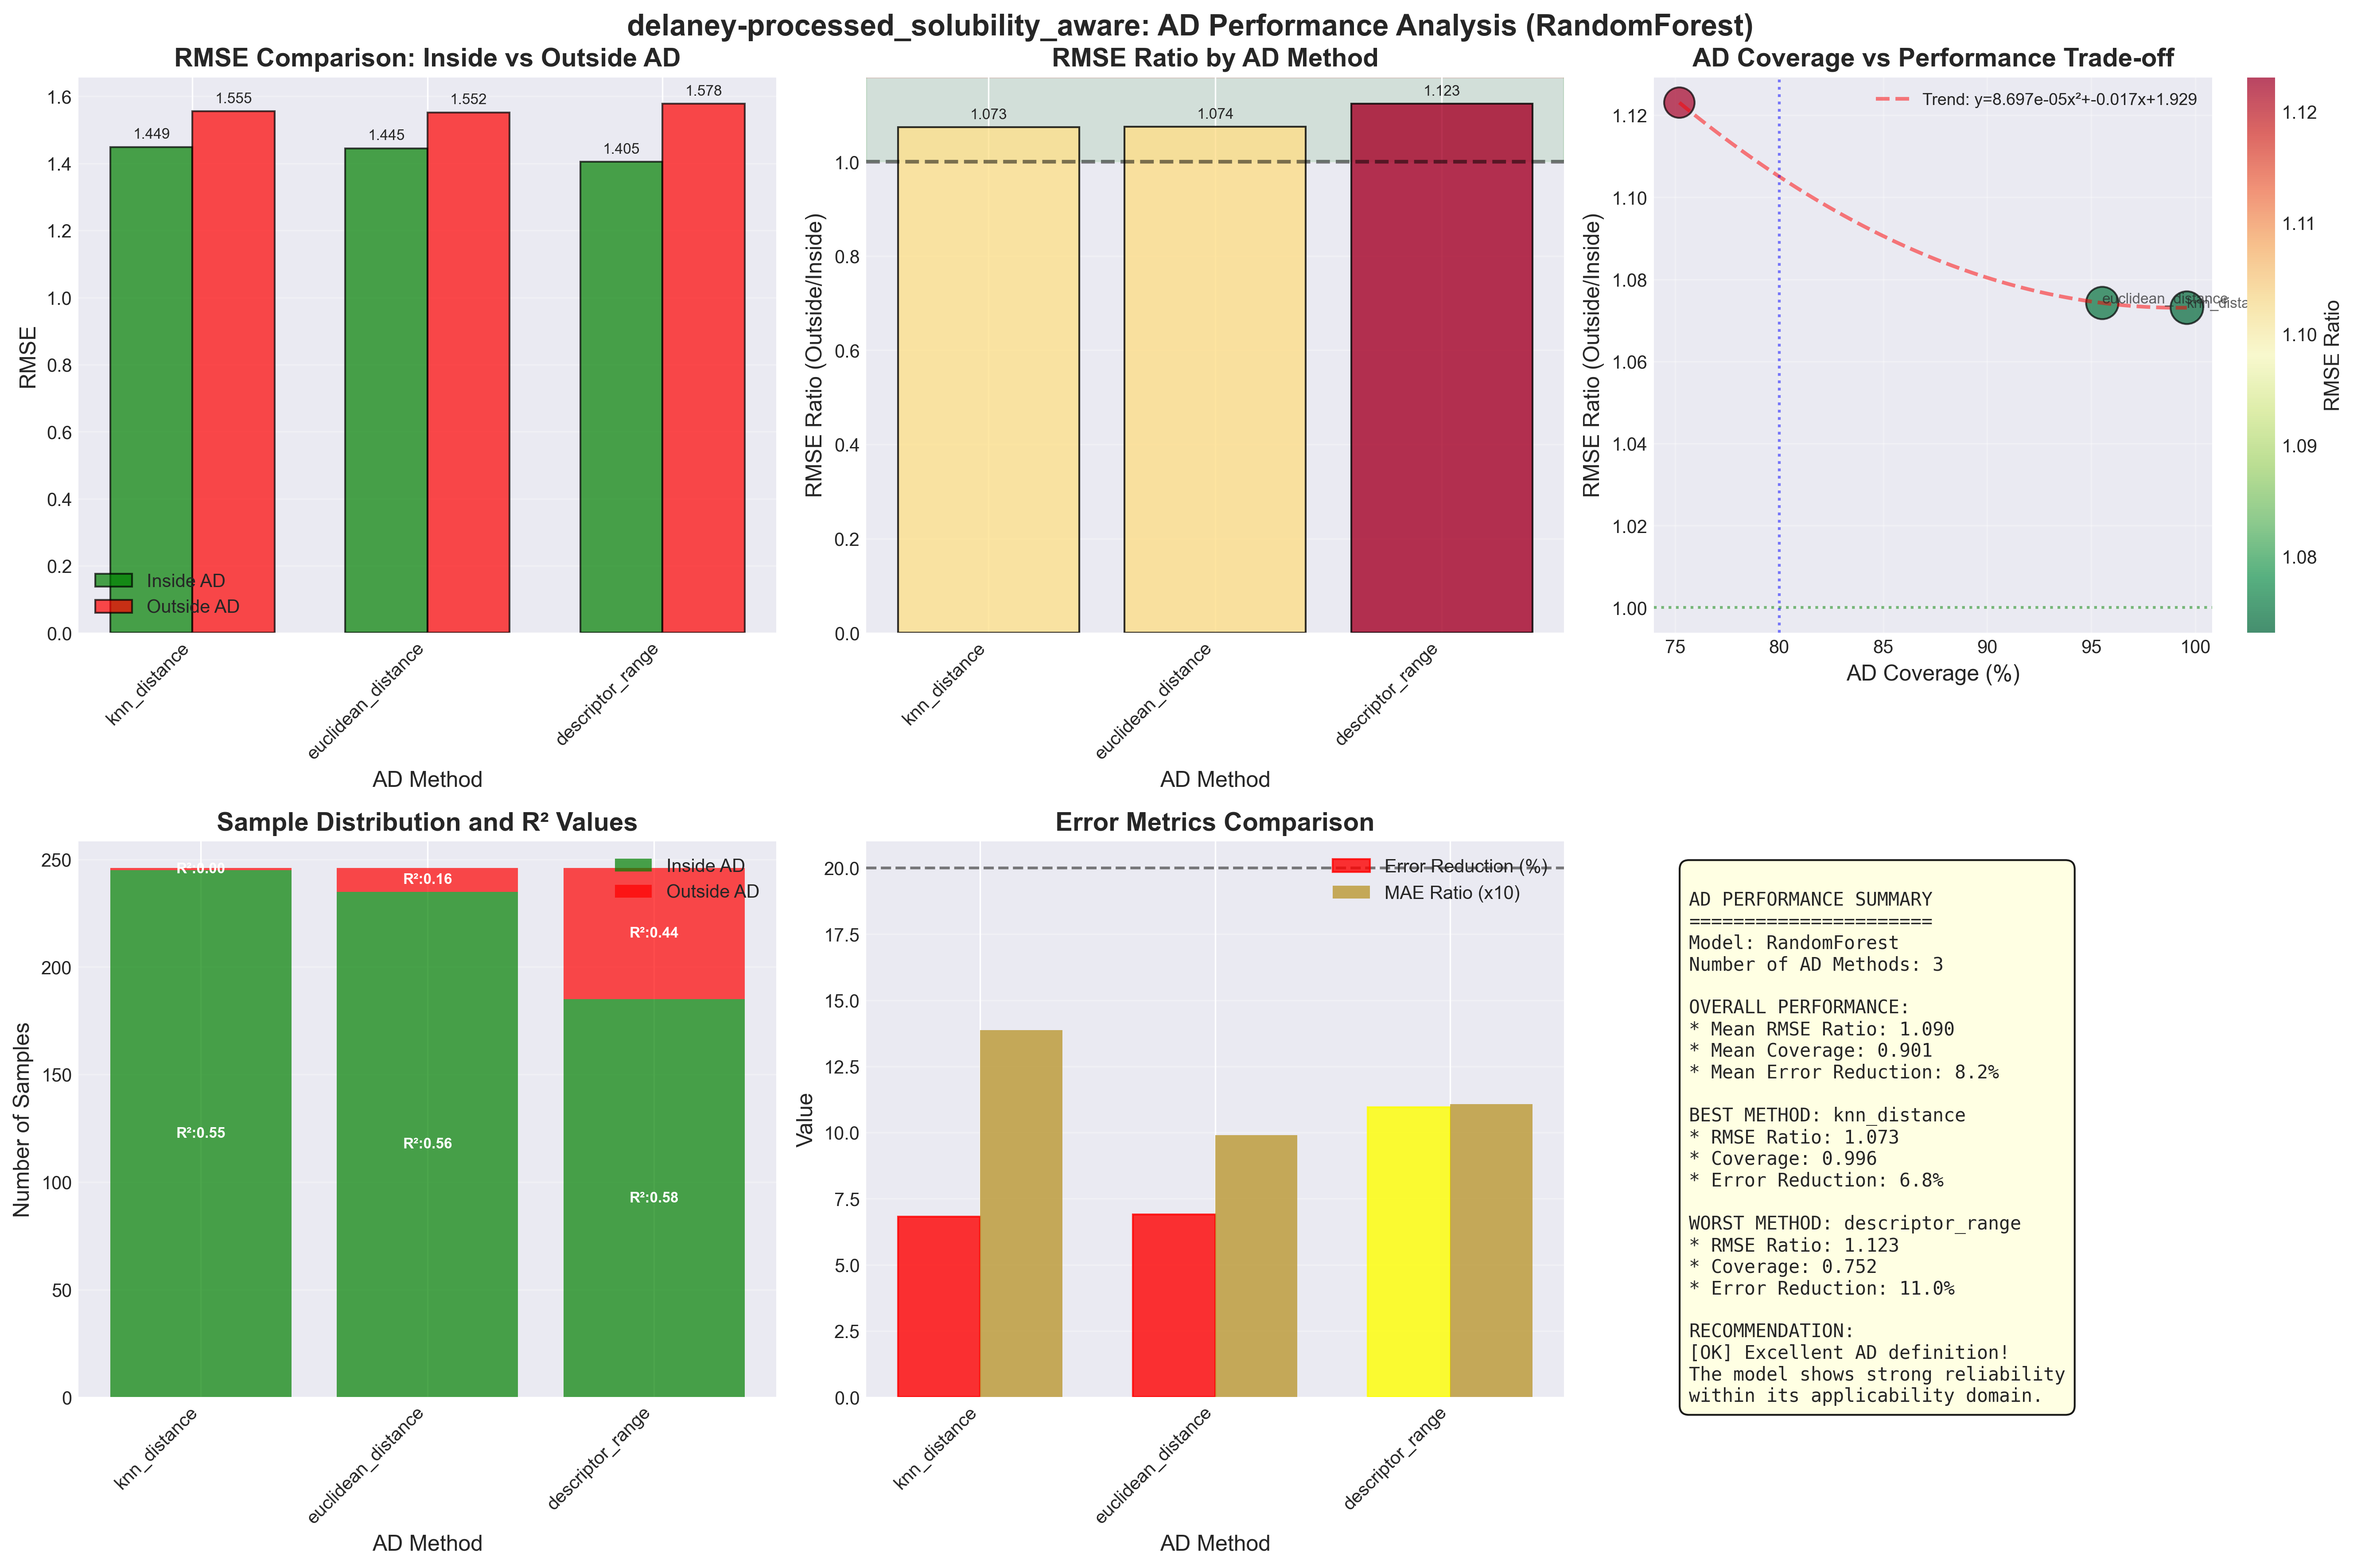 delaney-processed_solubility_aware: AD Performance Analysis (RandomForest)
RMSE Comparison: Inside vs Outside AD
RMSE
0.0
0.2
0.4
0.6
0.8
1.0
1.2
1.4
1.6
1.449
1.555
1.445
1.552
1.405
1.578
Inside AD
Outside AD
knn_distance
euclidean_distance
descriptor_range
AD Method
RMSE Ratio by AD Method
RMSE Ratio (Outside/Inside)
0.0
0.2
0.4
0.6
0.8
1.0
1.073
1.074
1.123
knn_distance
euclidean_distance
descriptor_range
AD Method
AD Coverage vs Performance Trade-off
RMSE Ratio (Outside/Inside)
1.00
1.02
1.04
1.06
1.08
1.10
1.12
Trend: y=8.697e-05x²+-0.017x+1.929
euclidean_distance
knn_dista
75
80
85
90
95
100
AD Coverage (%)
1.12
1.11
1.10
1.09
1.08
RMSE Ratio
Sample Distribution and R² Values
Number of Samples
0
50
100
150
200
250
R²:0.00
R²:0.55
R²:0.16
R²:0.56
R²:0.44
R²:0.58
Inside AD
Outside AD
knn_distance
euclidean_distance
descriptor_range
AD Method
Error Metrics Comparison
Value
0.0
2.5
5.0
7.5
10.0
12.5
15.0
17.5
20.0
Error Reduction (%)
MAE Ratio (x10)
knn_distance
euclidean_distance
descriptor_range
AD Method
AD PERFORMANCE SUMMARY
======================
Model: RandomForest
Number of AD Methods: 3
OVERALL PERFORMANCE:
* Mean RMSE Ratio: 1.090
* Mean Coverage: 0.901
* Mean Error Reduction: 8.2%
BEST METHOD: knn_distance
* RMSE Ratio: 1.073
* Coverage: 0.996
* Error Reduction: 6.8%
WORST METHOD: descriptor_range
* RMSE Ratio: 1.123
* Coverage: 0.752
* Error Reduction: 11.0%
RECOMMENDATION:
[OK] Excellent AD definition!
The model shows strong reliability
within its applicability domain.